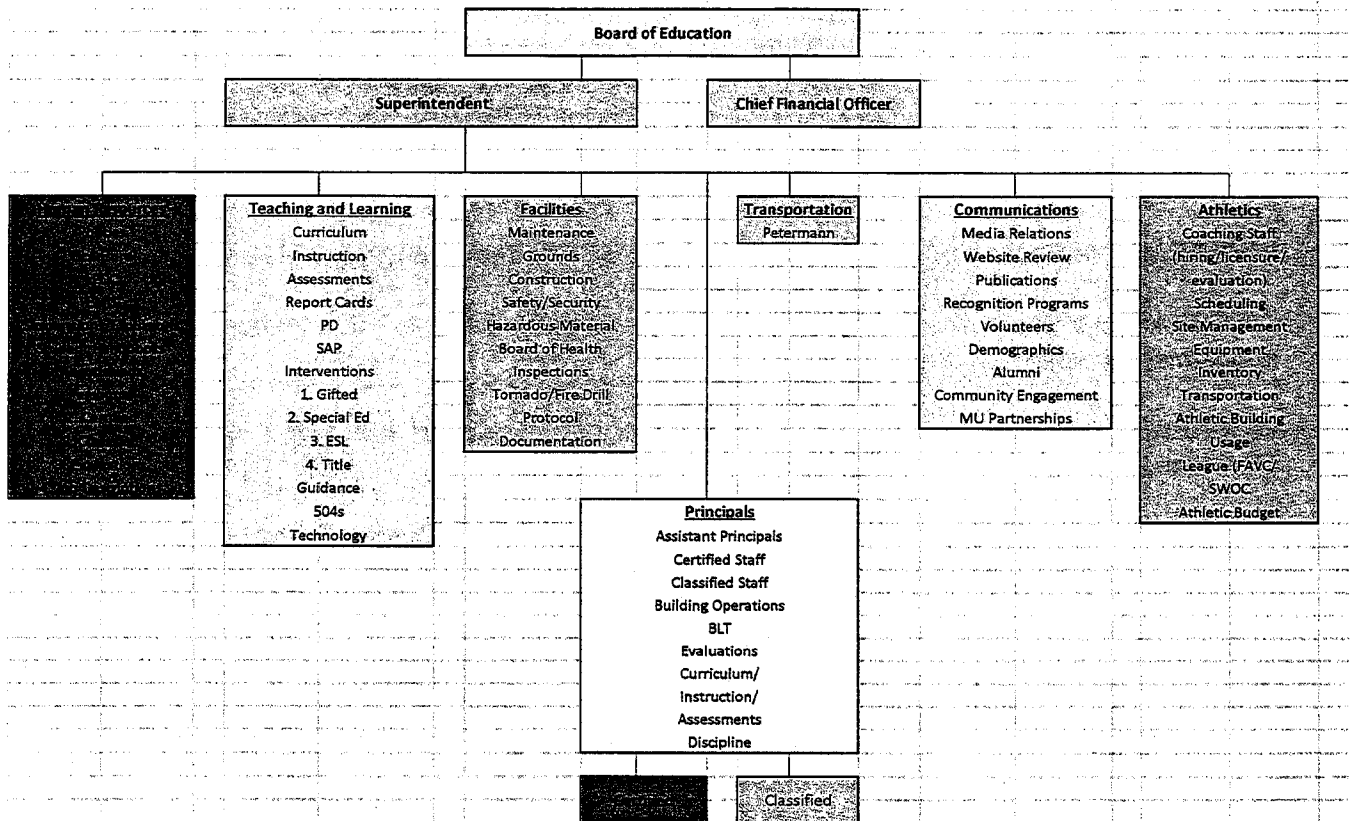 Board of Education
Superintendent
Chief Financial Officer
Teaching and Learning
Curriculum
Instruction
Assessments
Report Cards
PD
SAP
Interventions
1. Gifted
2. Special Ed
3. ESL
4. Title
Guidance
504s
Technology
Facilities
Maintenance
Grounds
Construction
Safety/Security
Hazardous Material
Board of Health
Inspections
Tornado/Fire Drill
Protocol
Documentation
Transportation
Petermann
Communications
Media Relations
Website Review
Publications
Recognition Programs
Volunteers
Demographics
Alumni
Community Engagement
MU Partnerships
Athletics
Coaching Staff
(hiring/licensure/
evaluation)
Scheduling
Site Management
Equipment
Inventory
Transportation
Athletic Building
Usage
League (FAVC/
SWOC
Athletic Budget
Principals
Assistant Principals
Certified Staff
Classified Staff
Building Operations
BLT
Evaluations
Curriculum/
Instruction/
Assessments
Discipline
Classified